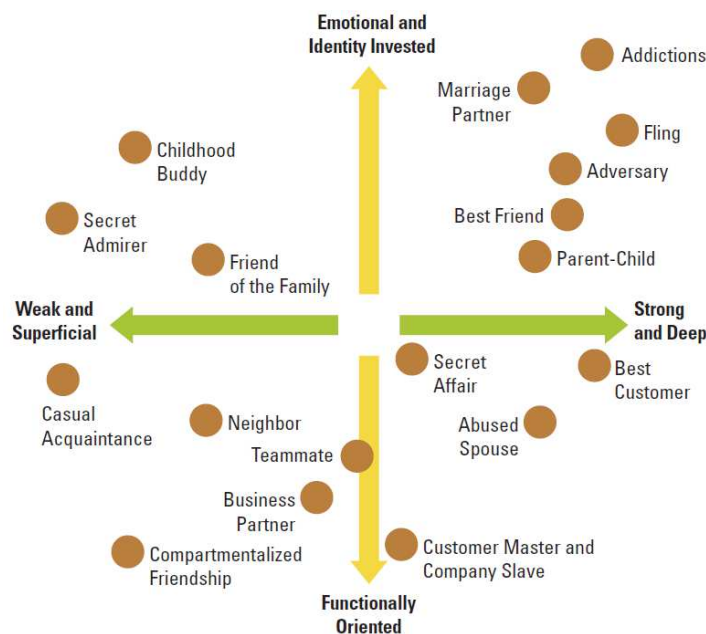 Emotional and
Identity Invested
Addictions
Marriage
Partner
Fling
Childhood
Buddy
Adversary
Secret
Admirer
Best Friend
Friend
of the Family
Parent-Child
Weak and
Superficial
Strong
and Deep
Secret
Affair
Best
Customer
Casual
Acquaintance
Neighbor
Abused
Spouse
Teammate
Business
Partner
Compartmentalized
Friendship
Customer Master and
Company Slave
Functionally
Oriented